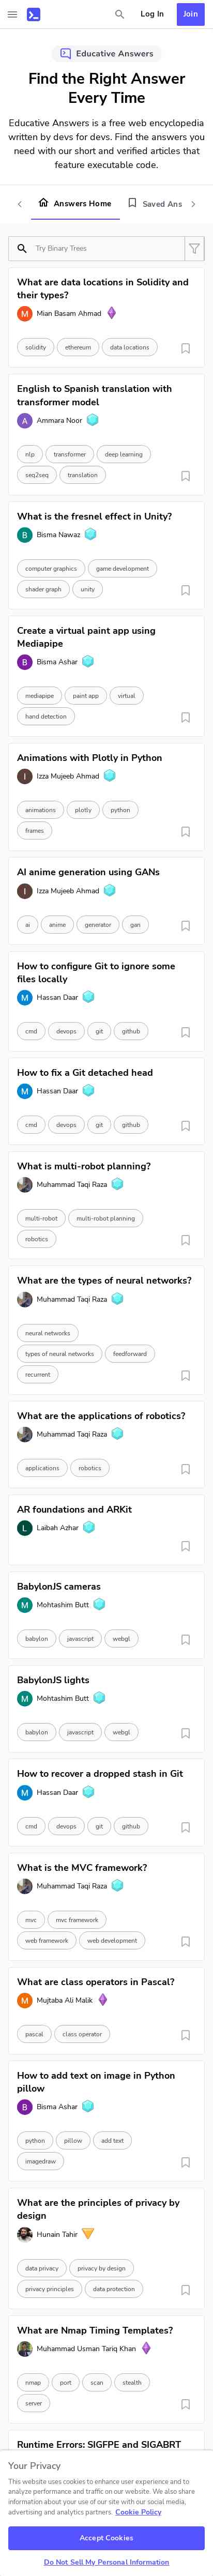 Log In
Join
Educative Answers
Find the Right Answer
Every Time
Educative Answers is a free web encyclopedia
written by devs for devs. Find the answers you
need with our short and verified articles that
feature executable code.
Answers Home
Saved Ans
Try Binary Trees
What are data locations in Solidity and
their types?
M
Mian Basam Ahmad
solidity
ethereum
data locations
English to Spanish translation with
transformer model
A
Ammara Noor
nlp
transformer
deep learning
seq2seq
translation
What is the fresnel effect in Unity?
B
Bisma Nawaz
computer graphics
game development
shader graph
unity
Create a virtual paint app using
Mediapipe
B
Bisma Ashar
mediapipe
paint app
virtual
hand detection
Animations with Plotly in Python
I
Izza Mujeeb Ahmad
animations
plotly
python
frames
AI anime generation using GANs
I
Izza Mujeeb Ahmad
ai
anime
generator
gan
How to configure Git to ignore some
files locally
M
Hassan Daar
cmd
devops
git
github
How to fix a Git detached head
M
Hassan Daar
cmd
devops
git
github
What is multi-robot planning?
Muhammad Taqi Raza
multi-robot
multi-robot planning
robotics
What are the types of neural networks?
Muhammad Taqi Raza
neural networks
types of neural networks
feedforward
recurrent
What are the applications of robotics?
Muhammad Taqi Raza
applications
robotics
AR foundations and ARKit
L
Laibah Azhar
BabylonJS cameras
M
Mohtashim Butt
babylon
javascript
webgl
BabylonJS lights
M
Mohtashim Butt
babylon
javascript
webgl
How to recover a dropped stash in Git
M
Hassan Daar
cmd
devops
git
github
What is the MVC framework?
Muhammad Taqi Raza
mvc
mvc framework
web framework
web development
What are class operators in Pascal?
M
Mujtaba Ali Malik
pascal
class operator
How to add text on image in Python
pillow
B
Bisma Ashar
python
pillow
add text
imagedraw
What are the principles of privacy by
design
Hunain Tahir
data privacy
privacy by design
privacy principles
data protection
What are Nmap Timing Templates?
Muhammad Usman Tariq Khan
nmap
port
scan
stealth
server
Runtime Errors: SIGFPE and SIGABRT
Your Privacy
This website uses cookies to enhance user experience and to
analyze performance and traffic on our website. We also share
information about your use of our site with our social media,
advertising and analytics partners. Cookie Policy
Accept Cookies
Do Not Sell My Personal Information